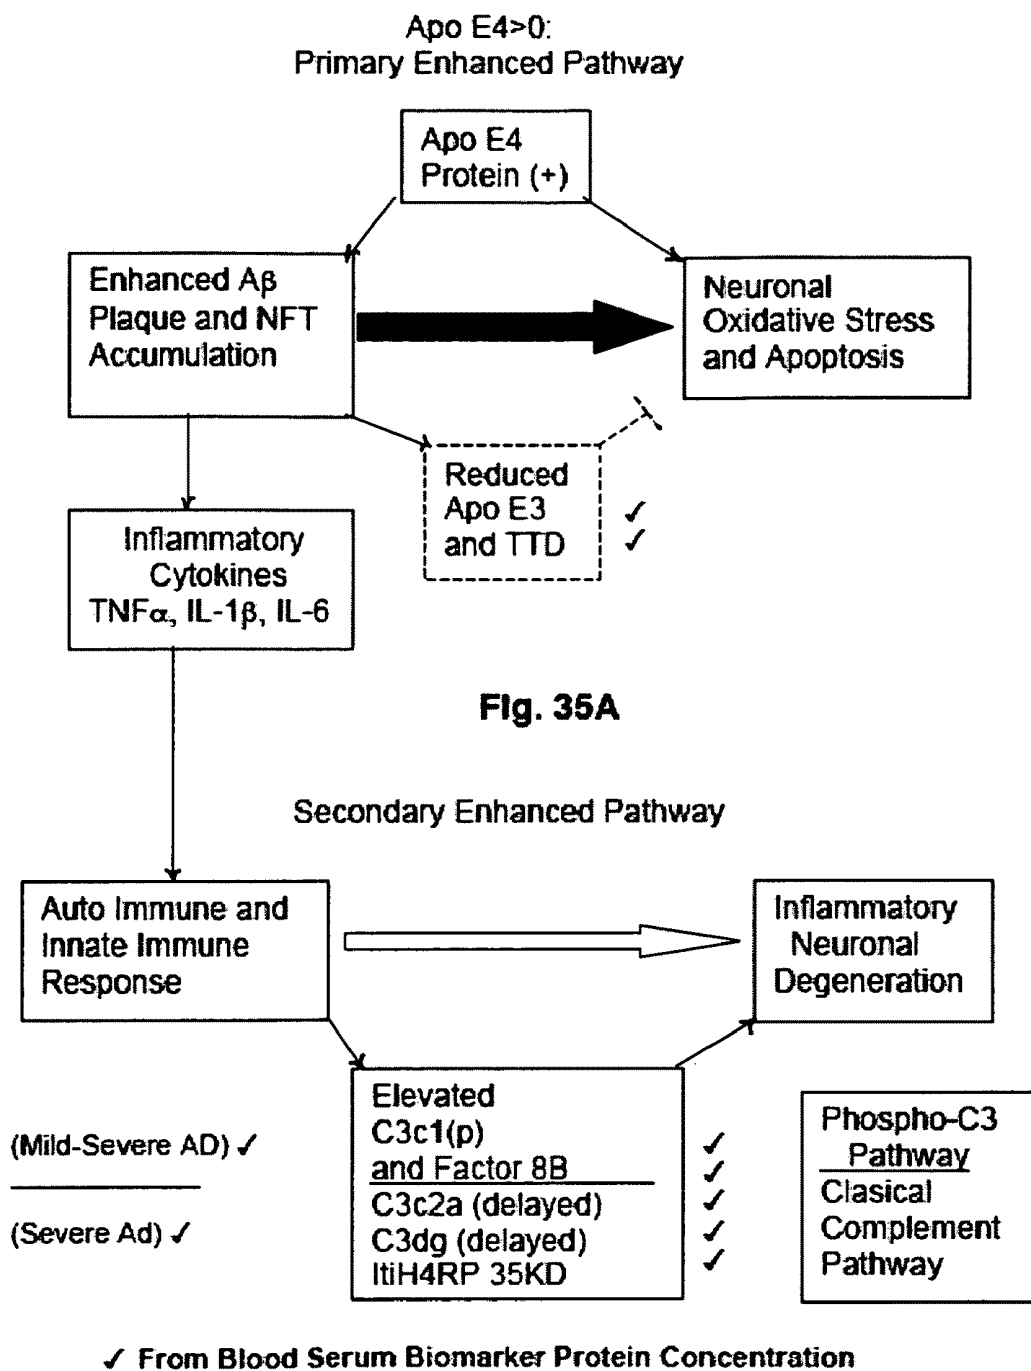 Apo E4>0:
Primary Enhanced Pathway
Apo E4
Protein (+)
Enhanced Aβ
Plaque and NFT
Accumulation
Neuronal
Oxidative Stress
and Apoptosis
Reduced
Apo E3 ✓
and TTD ✓
Inflammatory
Cytokines
TNFα, IL-1β, IL-6
Fig. 35A
Secondary Enhanced Pathway
Auto Immune and
Innate Immune
Response
Inflammatory
Neuronal
Degeneration
Elevated
C3c1(p) ✓
and Factor 8B ✓
C3c2a (delayed) ✓
C3dg (delayed) ✓
ItiH4RP 35KD ✓
(Mild-Severe AD) ✓
(Severe Ad) ✓
Phospho-C3
Pathway
Clasical
Complement
Pathway
✓ From Blood Serum Biomarker Protein Concentration